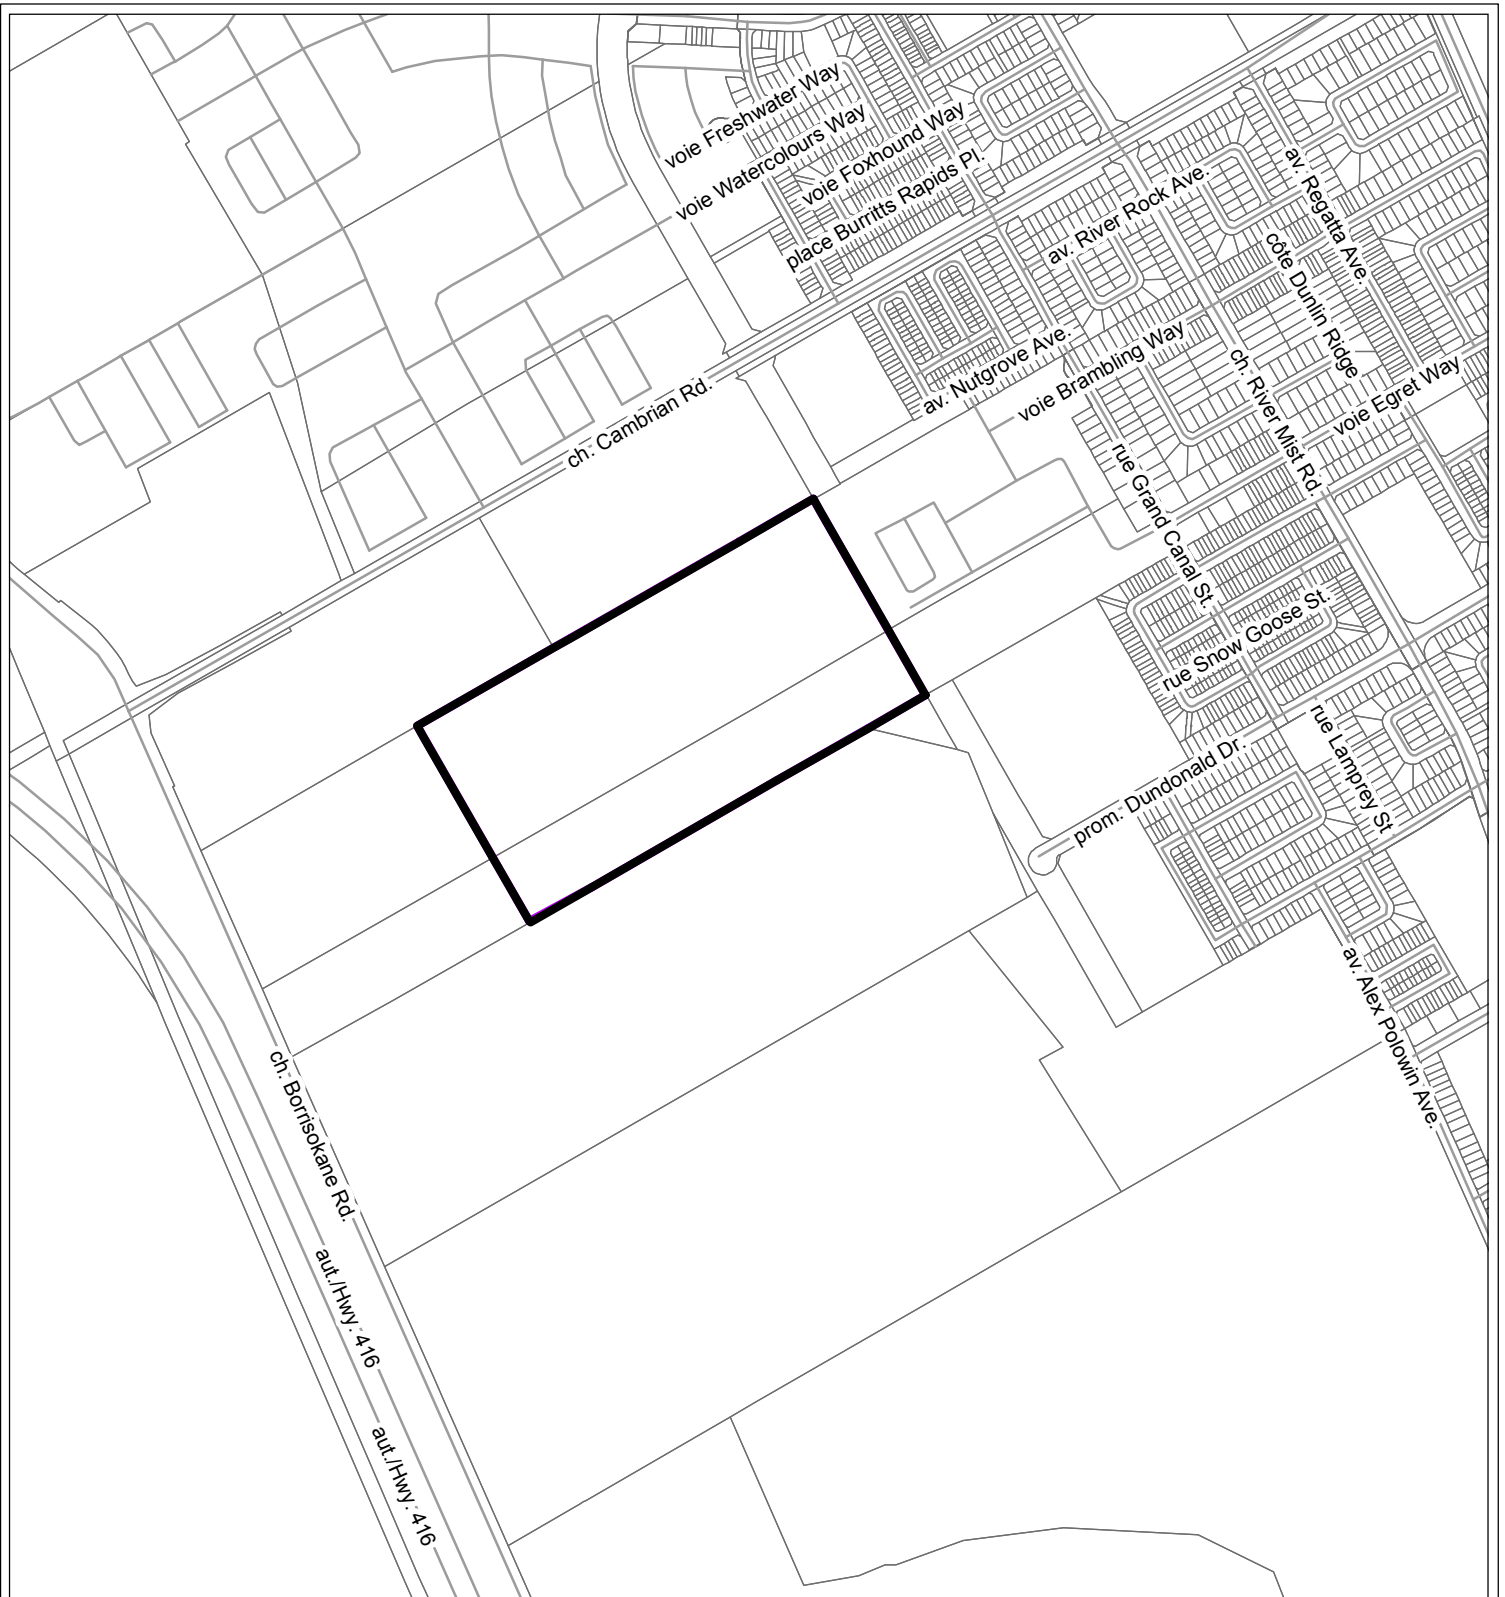 voie Freshwater Way
voie Watercolours Way
voie Foxhound Way
place Burritts Rapids Pl.
av. River Rock Ave.
av. Regatta Ave.
côte Dunlin Ridge
av. Nutgrove Ave.
voie Brambling Way
ch. River Mist Rd.
voie Egret Way
ch. Cambrian Rd.
rue Grand Canal St.
rue Snow Goose St.
rue Lamprey St
prom. Dundonald Dr.
av. Alex Polowin Ave.
ch. Borrisokane Rd.
aut./Hwy. 416
aut./Hwy. 416